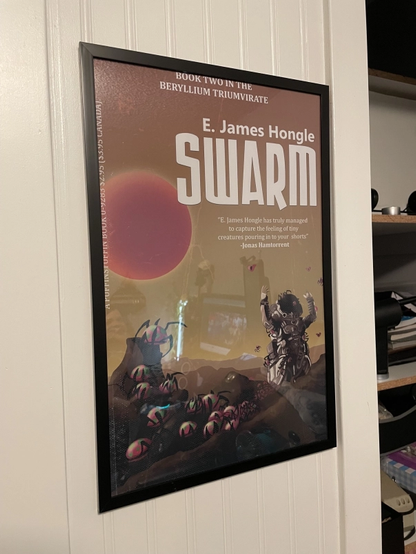 BOOK TWO IN THE
BERYLLIUM TRIUMVIRATE
E. James Hongle
SWARM
"E. James Hongle has truly managed
to capture the feeling of tiny
creatures pouring in to your shorts"
-Jonas Hamtorrent